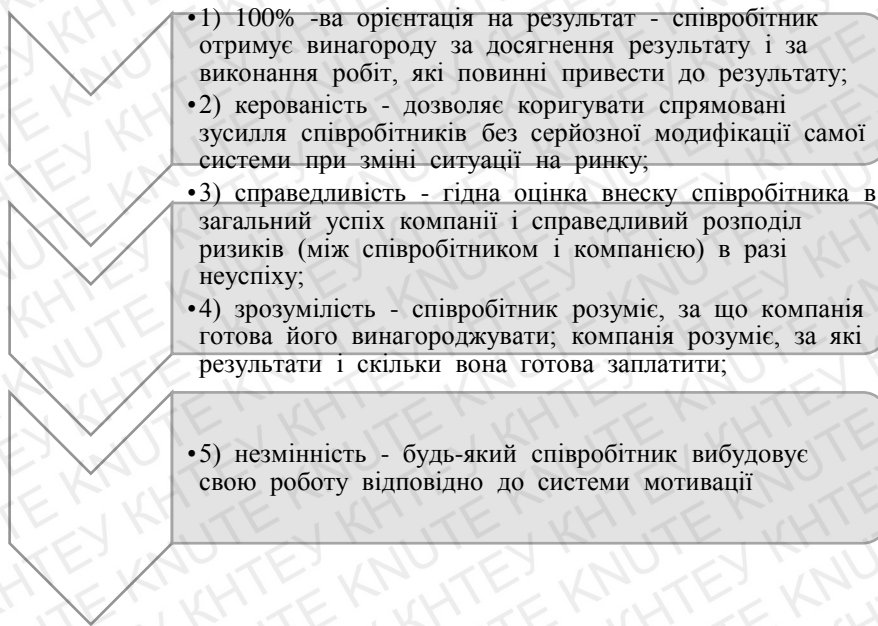 •1) 100% -ва орієнтація на результат - співробітник
отримує винагороду за досягнення результату і за
виконання робіт, які повинні привести до результату;
•2) керованість - дозволяє коригувати спрямовані
зусилля співробітників без серйозної модифікації самої
системи при зміні ситуації на ринку;
•3) справедливість - гідна оцінка внеску співробітника в
загальний успіх компанії і справедливий розподіл
ризиків (між співробітником і компанією) в разі
неуспіху;
•4) зрозумілість - співробітник розуміє, за що компанія
готова його винагороджувати; компанія розуміє, за які
результати і скільки вона готова заплатити;
•5) незмінність - будь-який співробітник вибудовує
свою роботу відповідно до системи мотивації